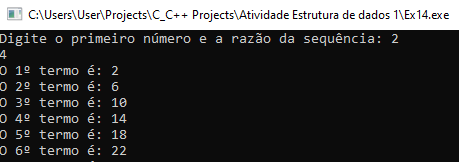 C:\Users\User\Projects\C_C++ Projects\Atividade Estrutura de dados 1\Ex14.exe
Digite o primeiro número e a razão da sequência: 2
4
O 1º termo é: 2
O 2º termo é: 6
O 3º termo é: 10
O 4º termo é: 14
O 5º termo é: 18
O 6º termo é: 22